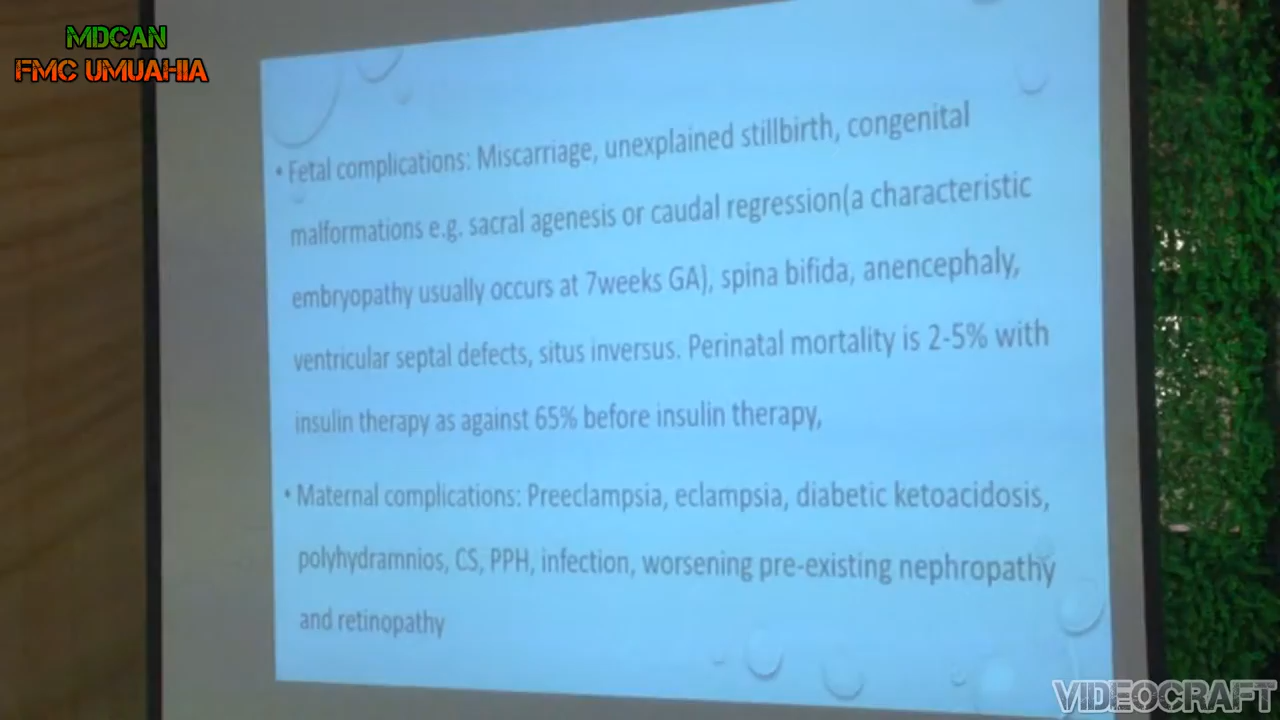 MDCAN
FMC UMUAHIA
• Fetal complications: Miscarriage, unexplained stillbirth, congenital
malformations e.g. sacral agenesis or caudal regression(a characteristic
embryopathy usually occurs at 7weeks GA), spina bifida, anencephaly,
ventricular septal defects, situs inversus. Perinatal mortality is 2-5% with
insulin therapy as against 65% before insulin therapy,
• Maternal complications: Preeclampsia, eclampsia, diabetic ketoacidosis,
polyhydramnios, CS, PPH, infection, worsening pre-existing nephropathy
and retinopathy
VIDEOCRAFT